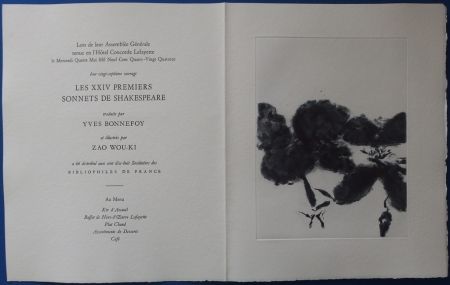 Lors de leur Assemblée Générale
tenue en l'Hôtel Concorde Lafayette
le Mercredi Quatre Mai Mil Neuf Cent Quatre-Vingt Quatorze
leur vingt-septième ouvrage
LES XXIV PREMIERS
SONNETS DE SHAKESPEARE
traduits par
YVES BONNEFOY
et illustrés par
ZAO WOU-KI
a été distribué aux cent dix-huit Sociétaires des
BIBLIOPHILES DE FRANCE
Au Menu
Kir d'Accueil
Buffet de Hors-d'Œuvre Lafayette
Plat Chaud
Assortiment de Desserts
Café